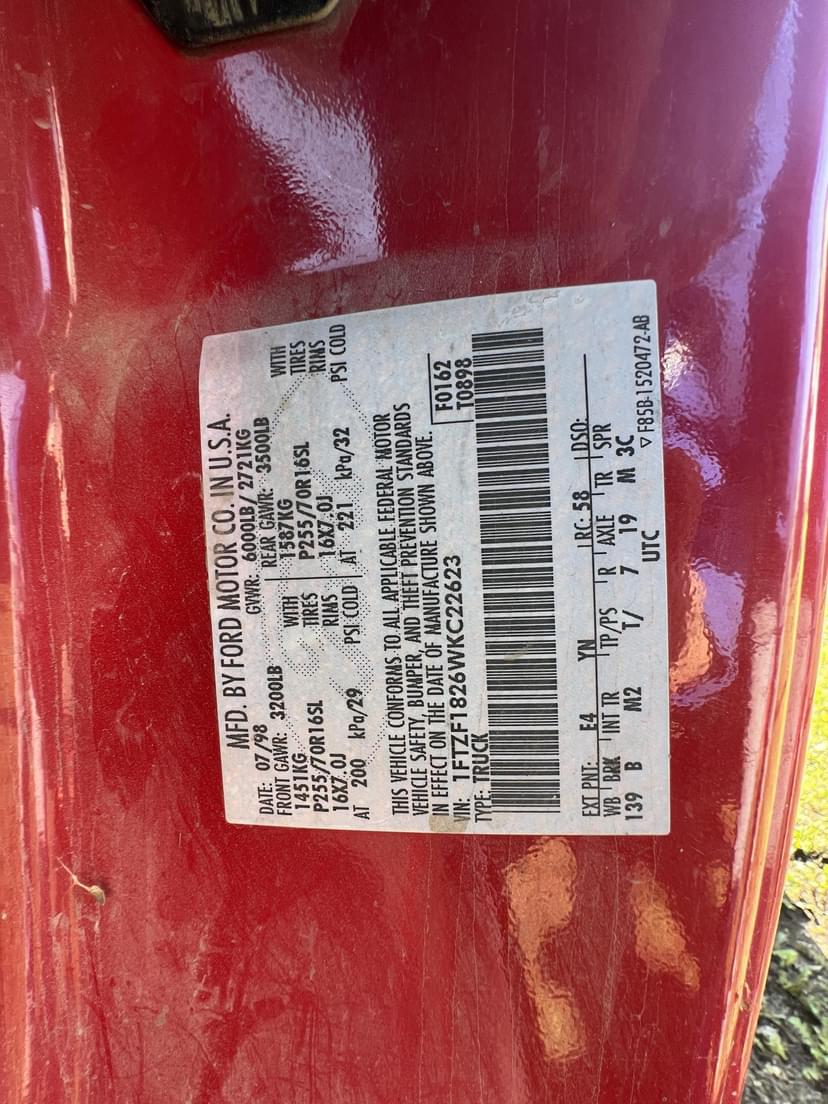 MFD. BY FORD MOTOR CO. IN U.S.A.
DATE: 07/98 GVWR: 6000LB/ 2721KG
FRONT GAWR: 3200LB REAR GAWR: 3500LB
1451KG WITH 1587KG WITH
P255/70R16SL TIRES P255/70R16SL TIRES
16X7.0J RIMS 16X7.0J RIMS
AT 200 kPa/29 PSI COLD AT 221 kPa/32 PSI COLD
THIS VEHICLE CONFORMS TO ALL APPLICABLE FEDERAL MOTOR
VEHICLE SAFETY, BUMPER, AND THEFT PREVENTION STANDARDS
IN EFFECT ON THE DATE OF MANUFACTURE SHOWN ABOVE.
VIN: 1FTZF1826WKC22623 F0162
TYPE: TRUCK T0898
EXT PNT: E4 YN RC: 58 DSO:
WB BRK INT TR TP/PS R AXLE TR SPR
139 B M2 T/ 7 19 M 3C
UTC ▽ F85B-1520472-AB